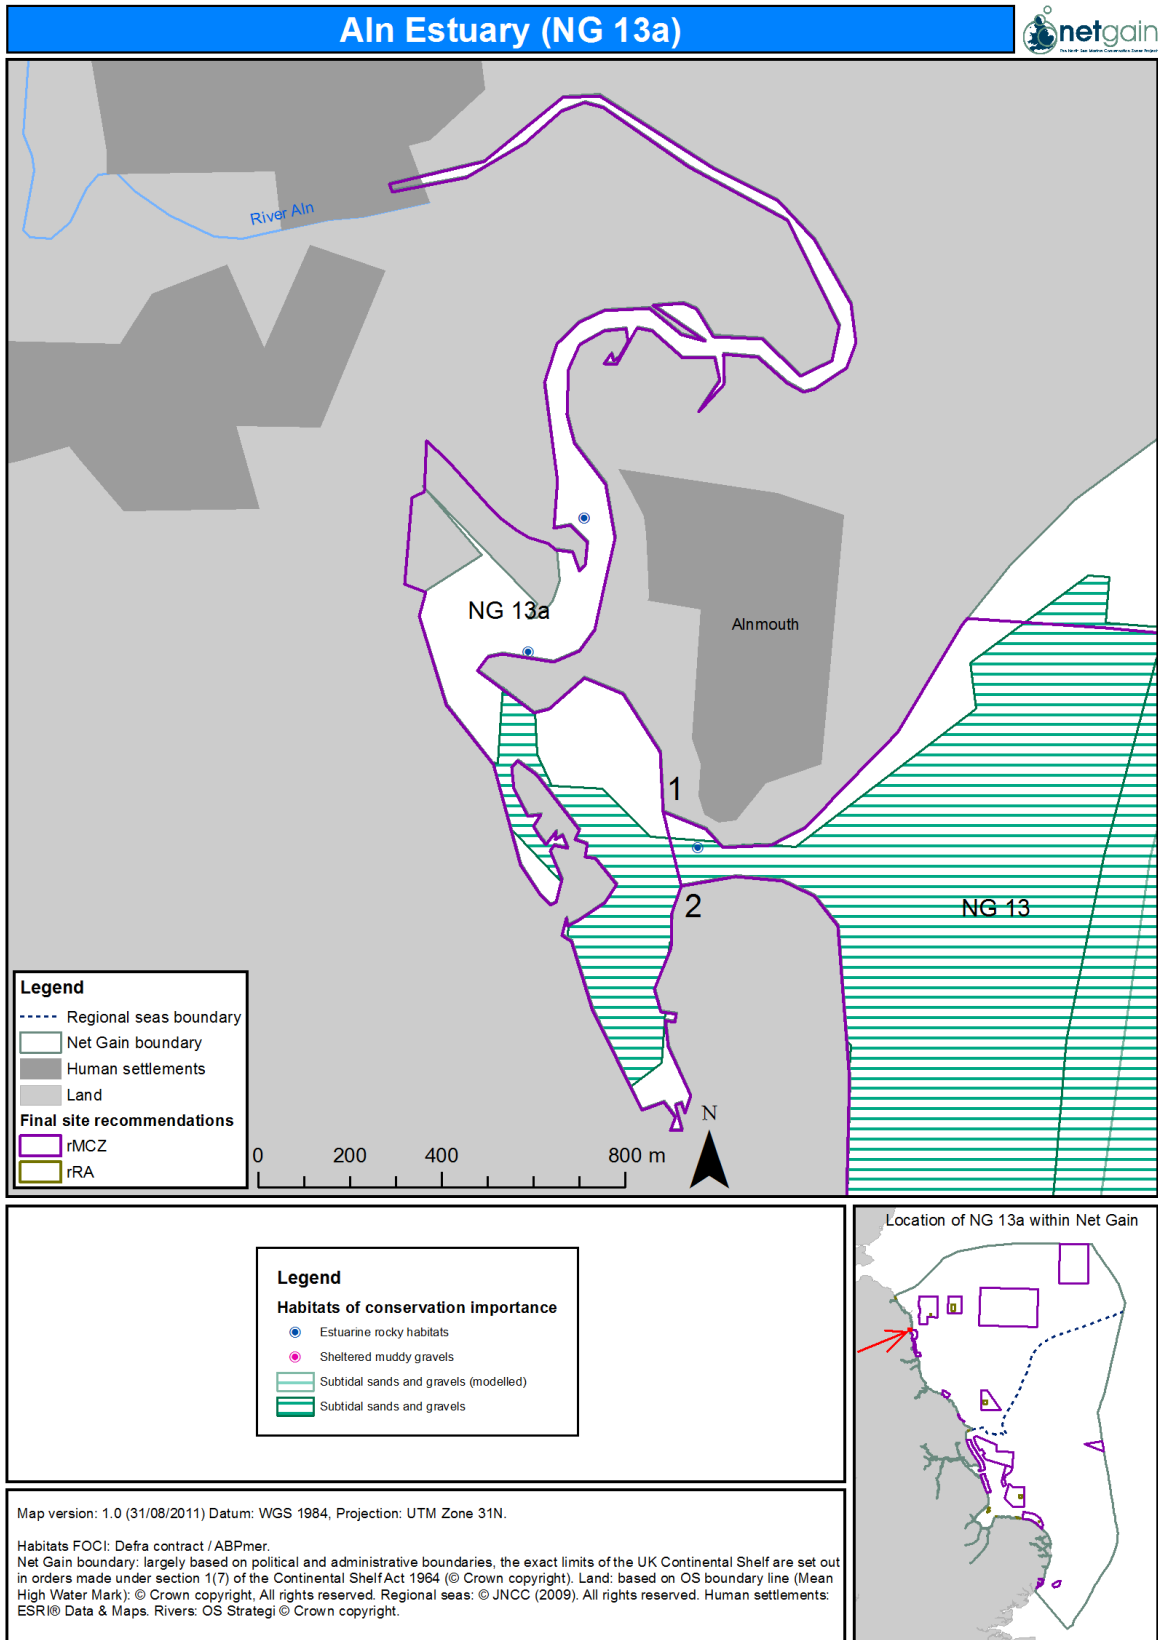 Aln Estuary (NG 13a)
netgain
The North Sea Marine Conservation Zones Project
River Aln
NG 13a
Alnmouth
1
2
NG 13
Legend
Regional seas boundary
Net Gain boundary
Human settlements
Land
Final site recommendations
rMCZ
rRA
0 200 400 800 m
N
Legend
Habitats of conservation importance
Estuarine rocky habitats
Sheltered muddy gravels
Subtidal sands and gravels (modelled)
Subtidal sands and gravels
Location of NG 13a within Net Gain
Map version: 1.0 (31/08/2011) Datum: WGS 1984, Projection: UTM Zone 31N.
Habitats FOCI: Defra contract / ABPmer.
Net Gain boundary: largely based on political and administrative boundaries, the exact limits of the UK Continental Shelf are set out
in orders made under section 1(7) of the Continental Shelf Act 1964 (© Crown copyright). Land: based on OS boundary line (Mean
High Water Mark): © Crown copyright, All rights reserved. Regional seas: © JNCC (2009). All rights reserved. Human settlements:
ESRI® Data & Maps. Rivers: OS Strategi © Crown copyright.